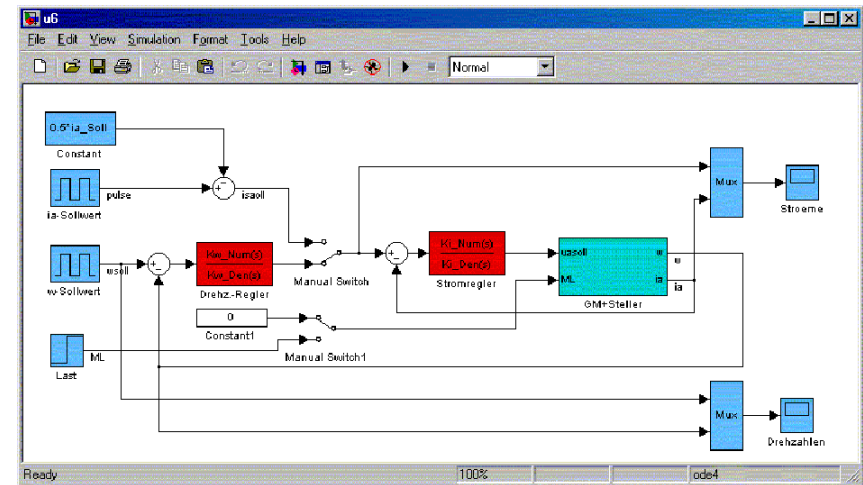 u6
File Edit View Simulation Format Tools Help
Normal
0.5*ia_Soll
Constant
pulse
isaoll
ia-Sollwert
Mux
Stroeme
wsoll
w-Sollwert
Kw_Num(s)
Kw_Den(s)
Drehz.-Regler
Manual Switch
Ki_Num(s)
Ki_Den(s)
Stromregler
uasoll
ML
w
ia
w
ia
GM+Steller
0
Constant1
Manual Switch1
ML
Last
Mux
Drehzahlen
Ready 100% ode4